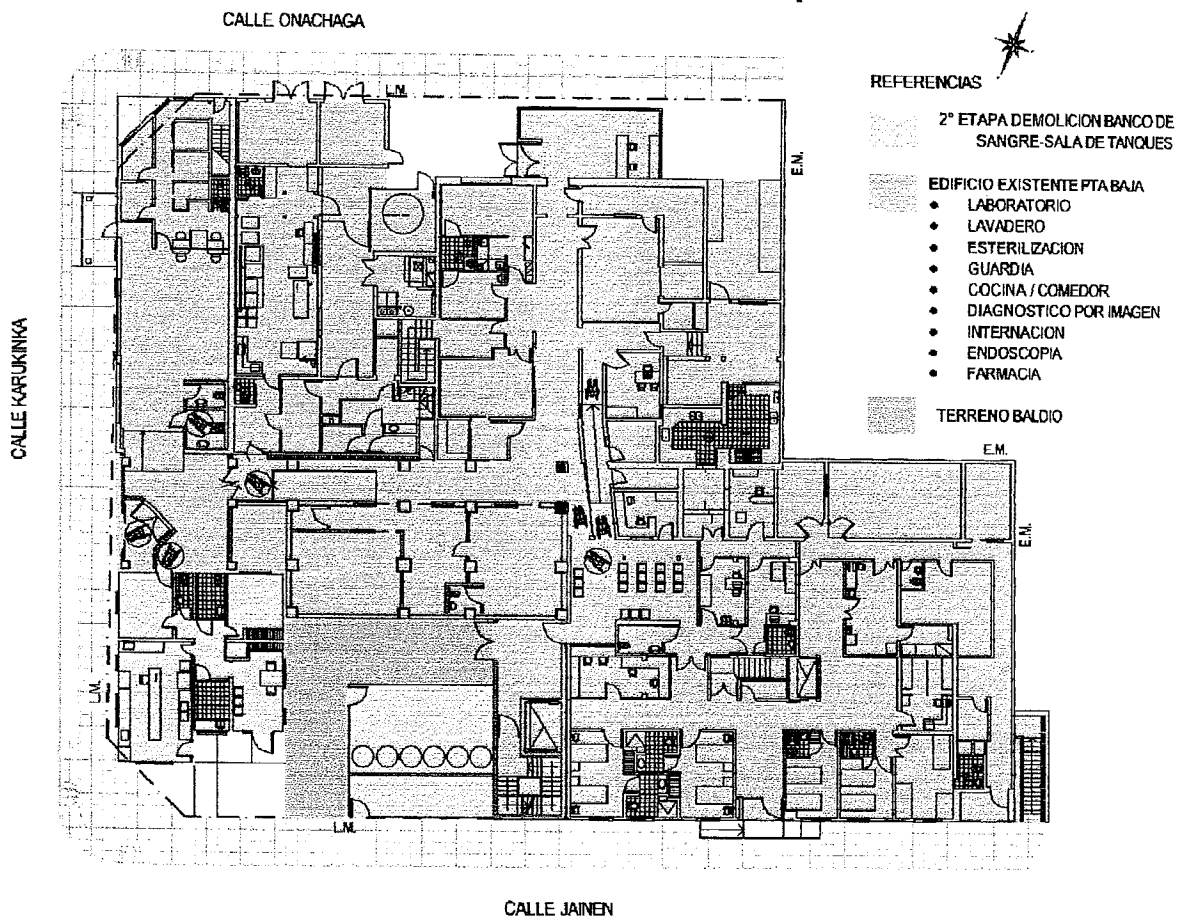 CALLE ONACHAGA
L.M.
E.M.
CALLE KARUKINKA
REFERENCIAS
2° ETAPA DEMOLICION BANCO DE
SANGRE-SALA DE TANQUES
EDIFICIO EXISTENTE PTA BAJA
• LABORATORIO
• LAVADERO
• ESTERILIZACION
• GUARDIA
• COCINA / COMEDOR
• DIAGNOSTICO POR IMAGEN
• INTERNACION
• ENDOSCOPIA
• FARMACIA
TERRENO BALDIO
E.M.
E.M.
L.M.
L.M.
CALLE JAINEN